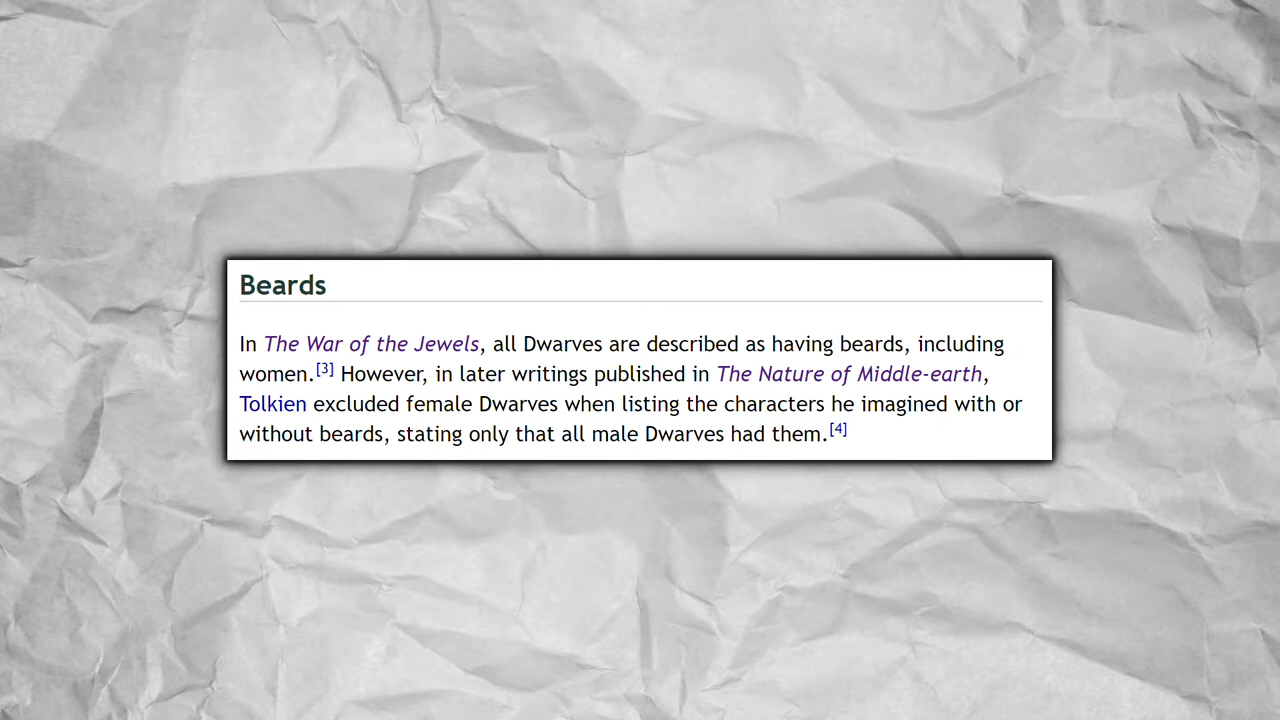 Beards
In The War of the Jewels, all Dwarves are described as having beards, including
women.[3] However, in later writings published in The Nature of Middle-earth,
Tolkien excluded female Dwarves when listing the characters he imagined with or
without beards, stating only that all male Dwarves had them.[4]